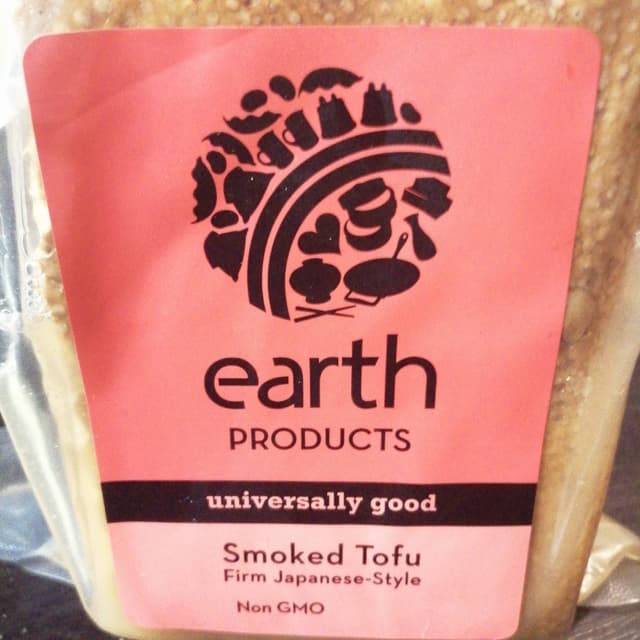 earth
PRODUCTS
universally good
Smoked Tofu
Firm Japanese-Style
Non GMO